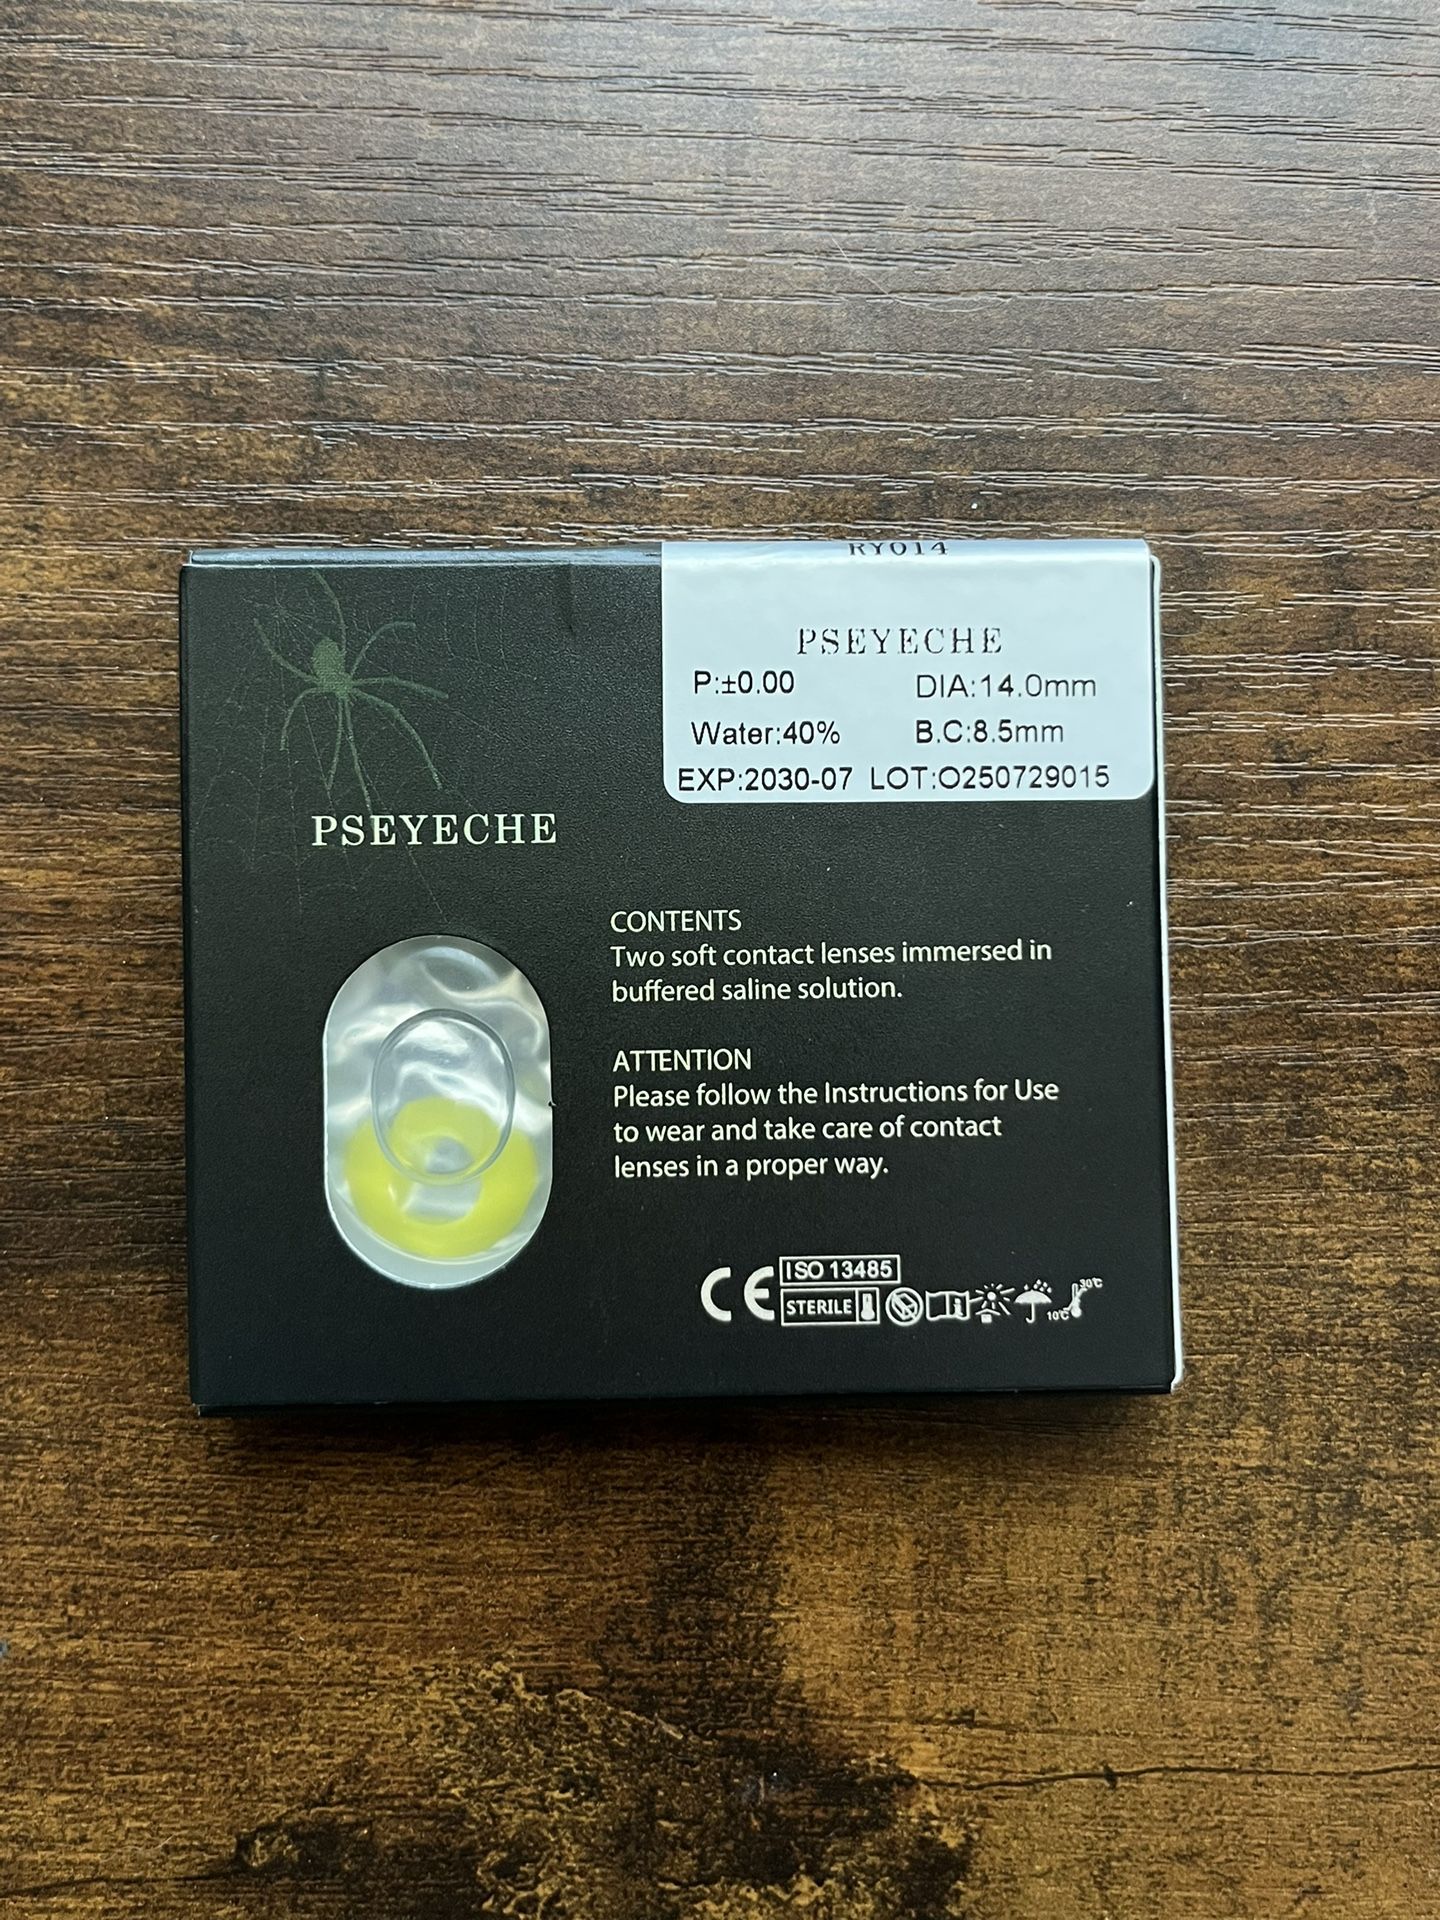 RY014
PSEYECHE
P:±0.00 DIA:14.0mm
Water:40% B.C:8.5mm
EXP:2030-07 LOT:O250729015
PSEYECHE
CONTENTS
Two soft contact lenses immersed in
buffered saline solution.
ATTENTION
Please follow the Instructions for Use
to wear and take care of contact
lenses in a proper way.
CE ISO 13485
STERILE
30℃
10℃